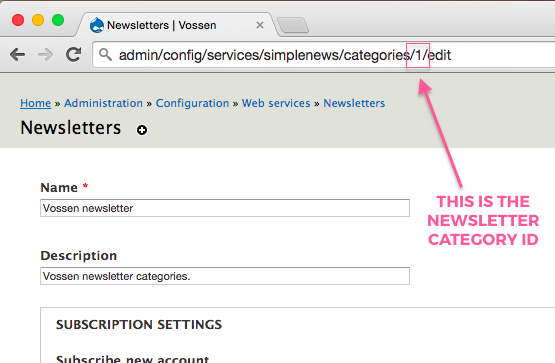 Newsletters | Vossen
admin/config/services/simplenews/categories/1/edit
Home » Administration » Configuration » Web services » Newsletters
Newsletters
THIS IS THE
NEWSLETTER
CATEGORY ID
Name *
Vossen newsletter
Description
Vossen newsletter categories.
SUBSCRIPTION SETTINGS
Subscribe new account